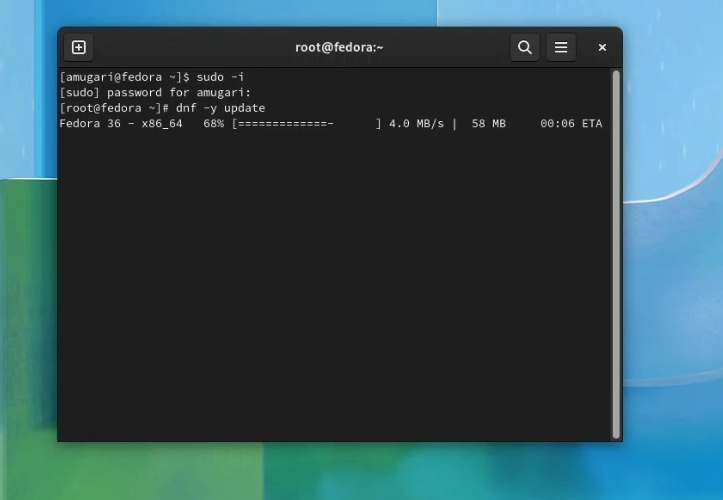 root@fedora:~
[amugari@fedora ~]$ sudo -i
[sudo] password for amugari:
[root@fedora ~]# dnf -y update
Fedora 36 - x86_64   68% [=============-      ] 4.0 MB/s |  58 MB     00:06 ETA